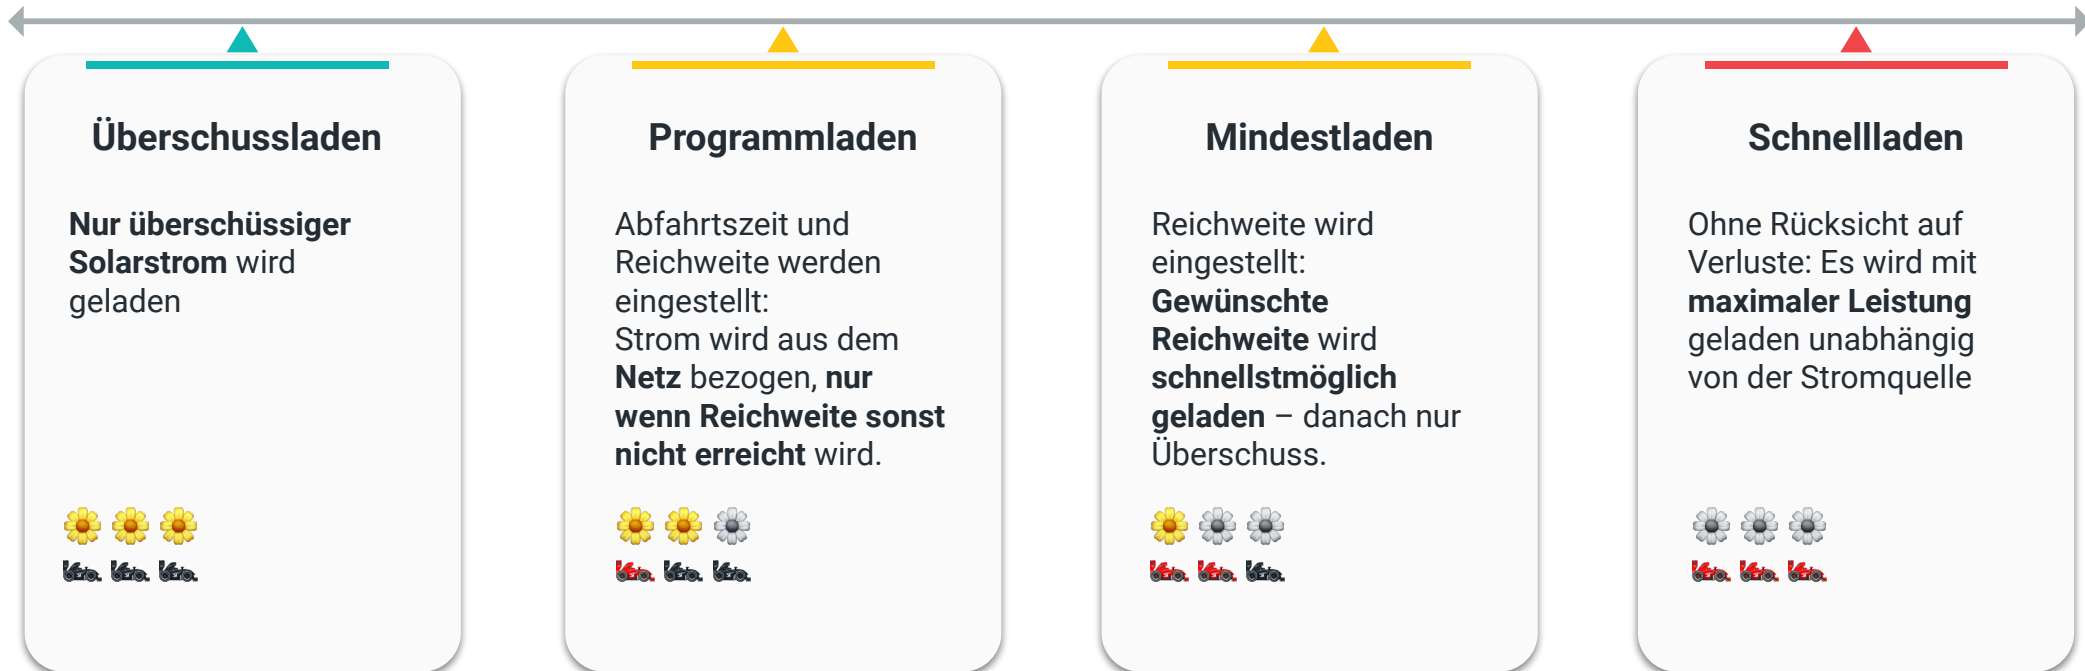 Überschussladen
Nur überschüssiger
Solarstrom wird
geladen
Programmladen
Abfahrtszeit und
Reichweite werden
eingestellt:
Strom wird aus dem
Netz bezogen, nur
wenn Reichweite sonst
nicht erreicht wird.
Mindestladen
Reichweite wird
eingestellt:
Gewünschte
Reichweite wird
schnellstmöglich
geladen – danach nur
Überschuss.
Schnellladen
Ohne Rücksicht auf
Verluste: Es wird mit
maximaler Leistung
geladen unabhängig
von der Stromquelle